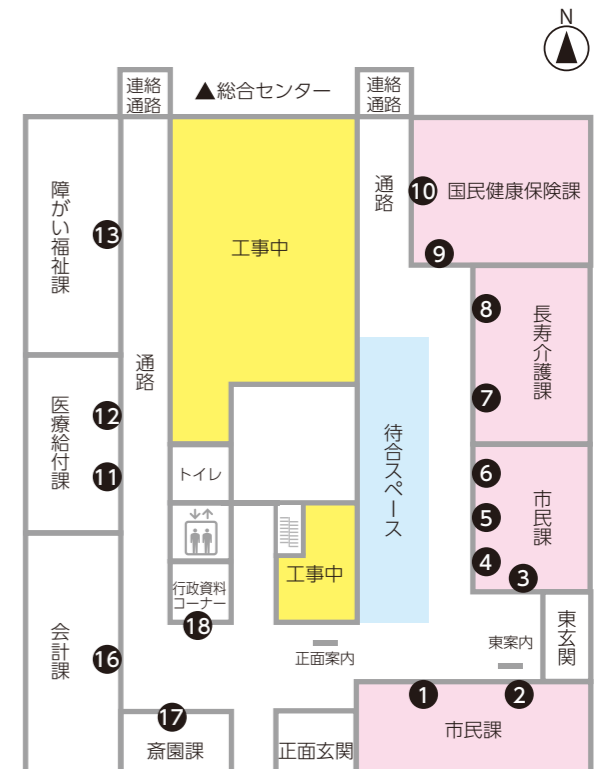 N
連絡
通路
▲総合センター
連絡
通路
障がい福祉課
13
工事中
通路
10
国民健康保険課
9
8
長寿介護課
7
通路
医療給付課
12
11
トイレ
待合スペース
6
5
市民課
4
3
工事中
行政資料
コーナー
18
会計課
16
正面案内
東案内
東玄関
17
斎園課
正面玄関
1
2
市民課